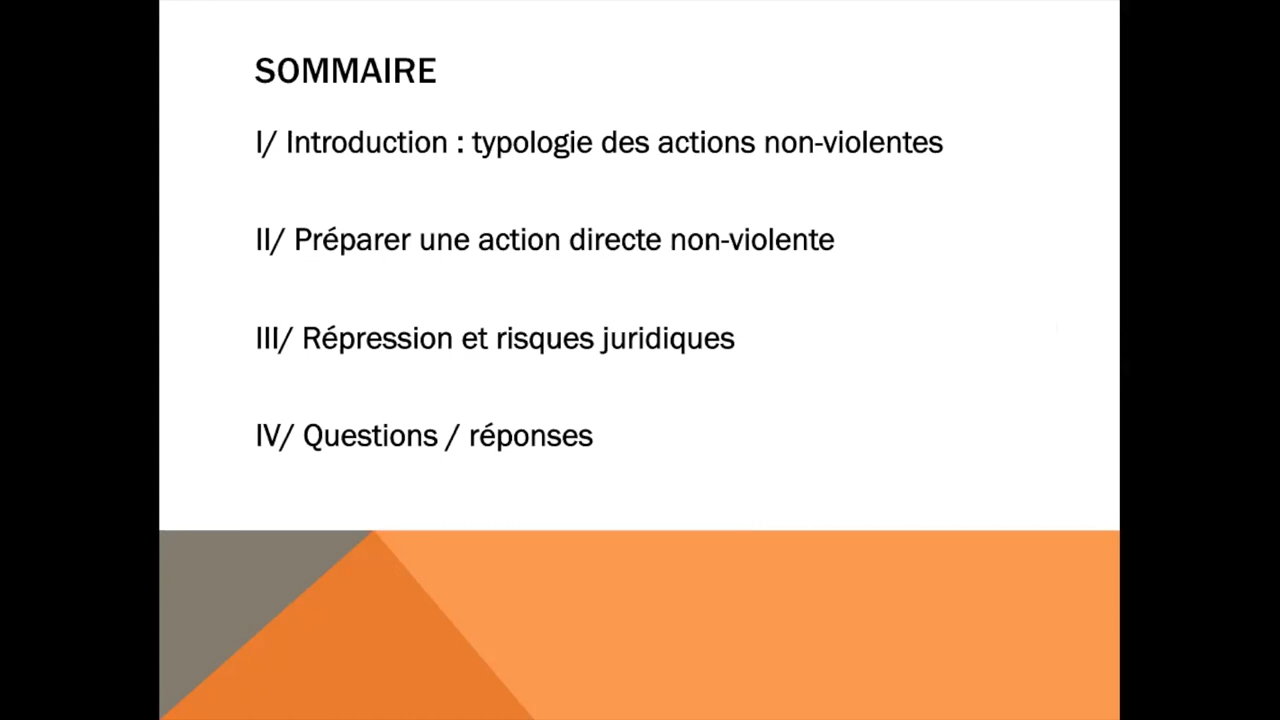 SOMMAIRE
I/ Introduction : typologie des actions non-violentes
II/ Préparer une action directe non-violente
III/ Répression et risques juridiques
IV/ Questions / réponses